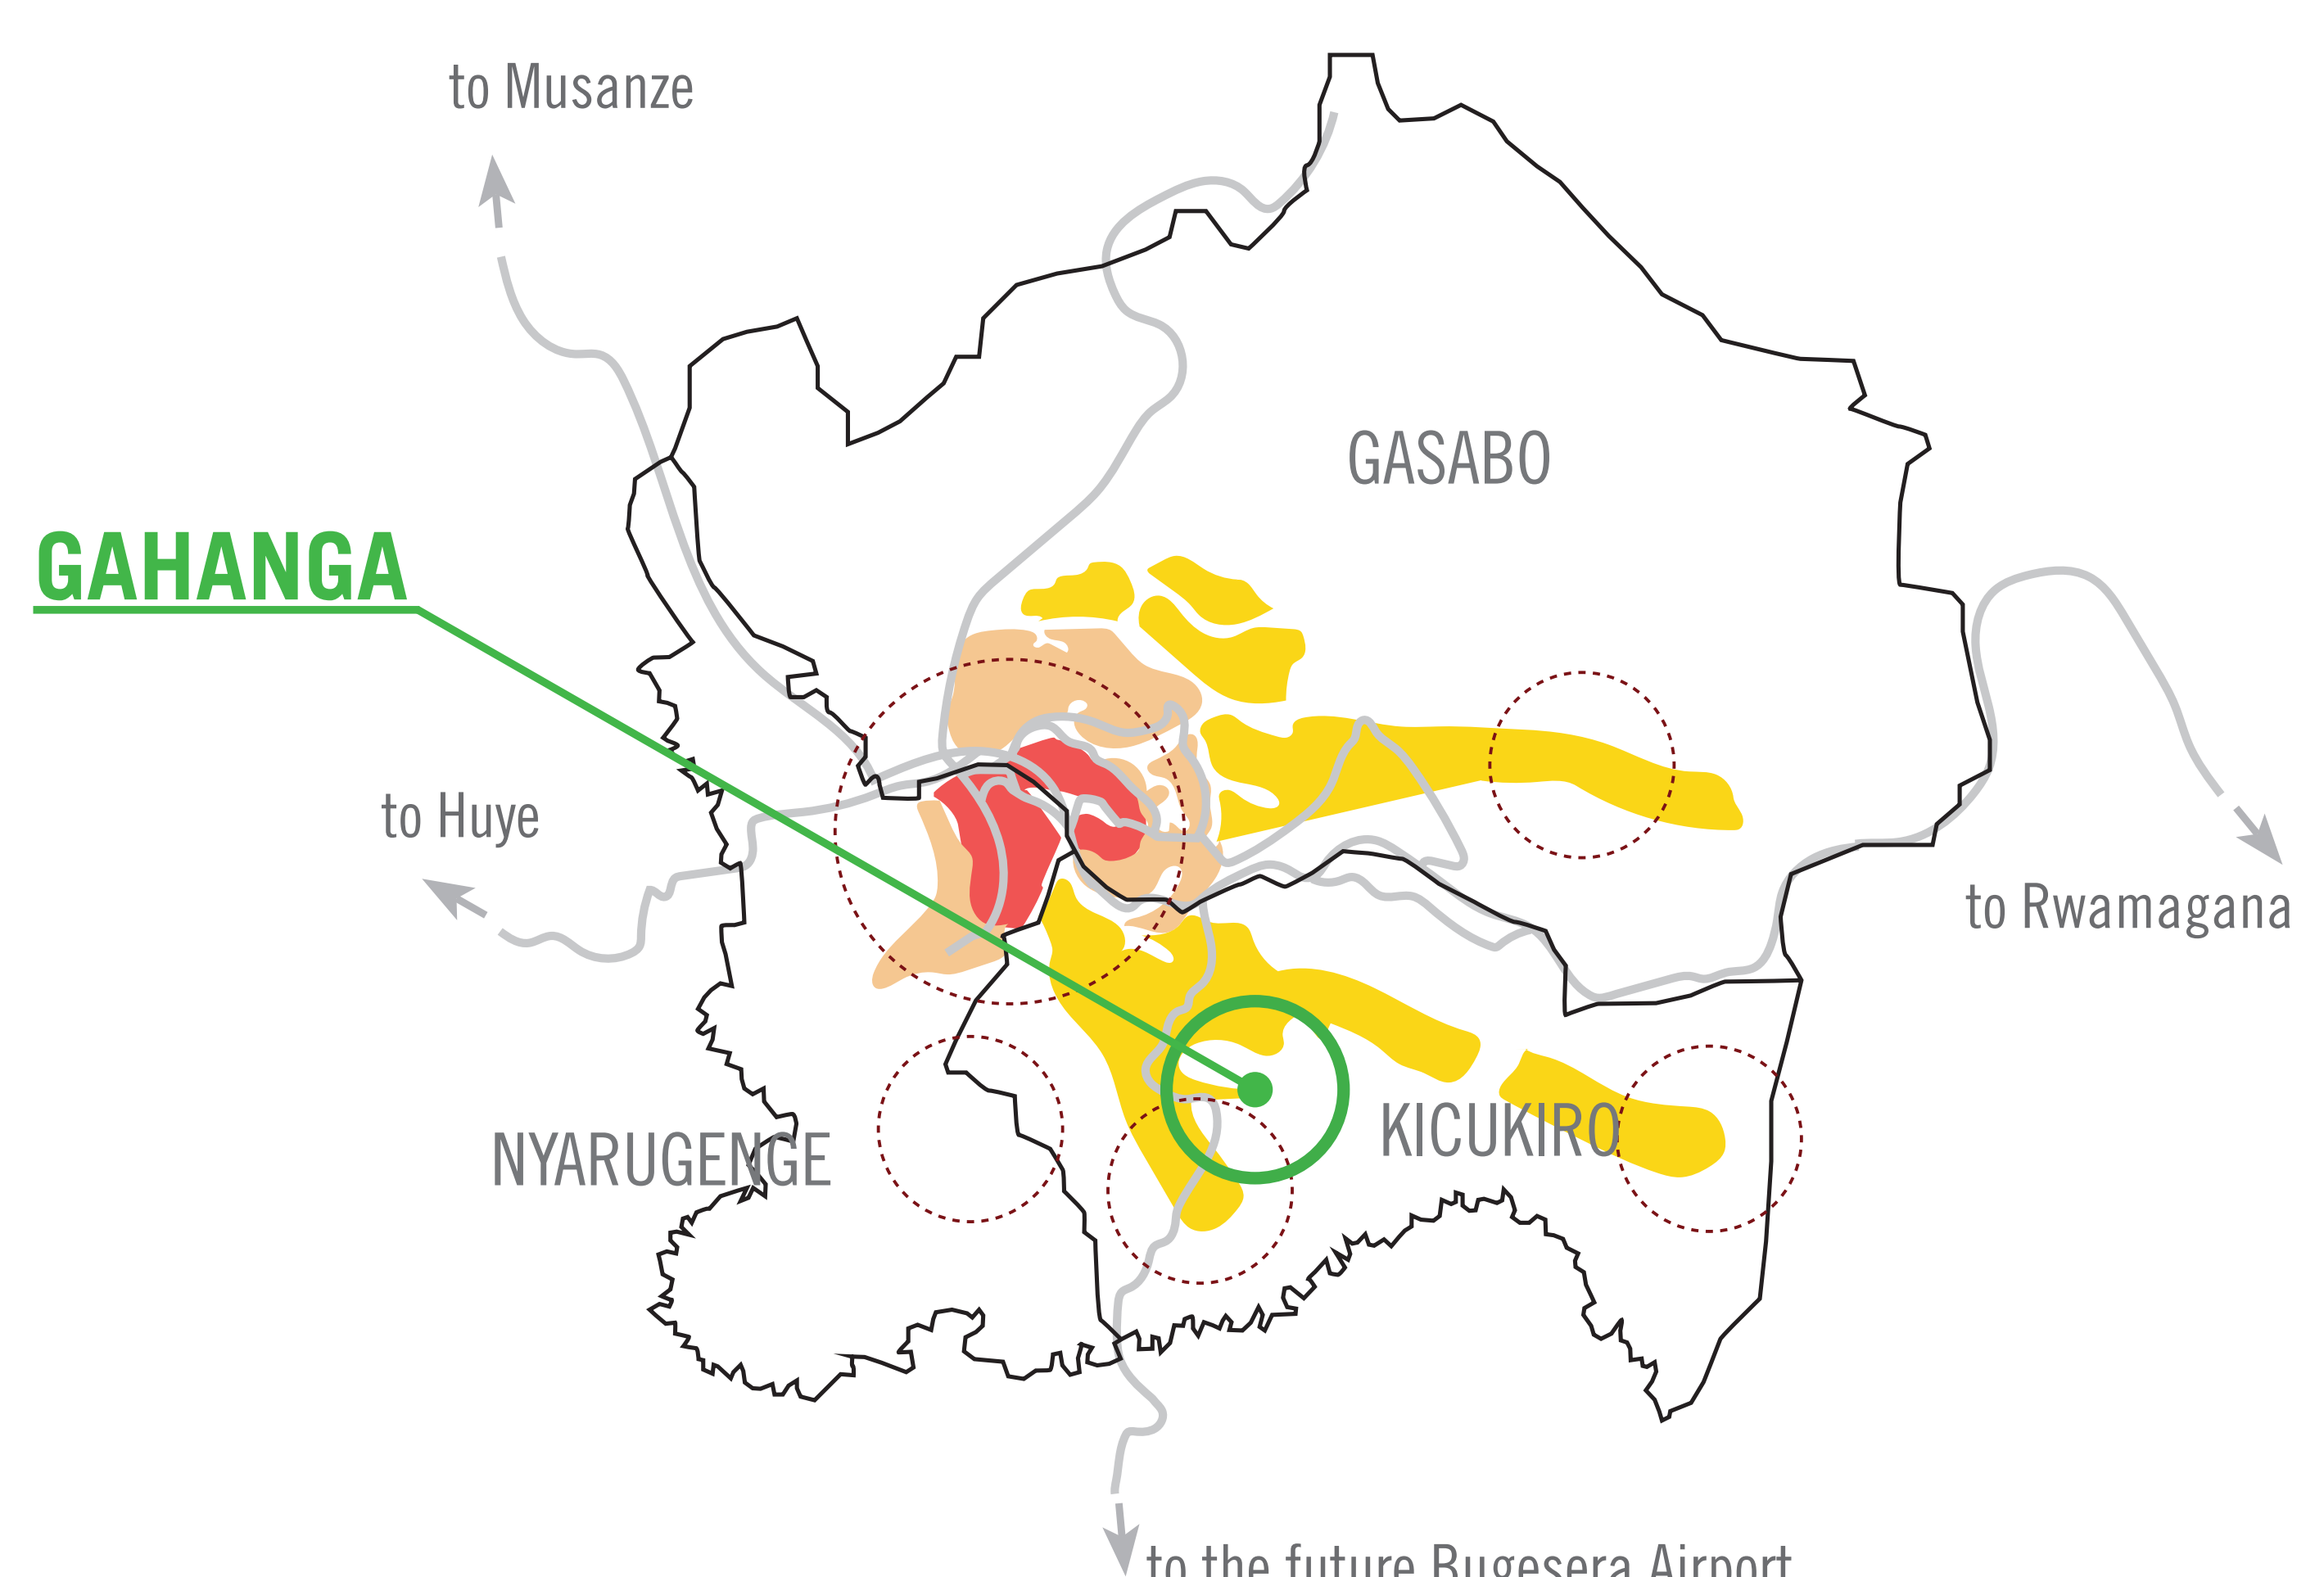 to Musanze
GASABO
GAHANGA
to Huye
to Rwamagana
NYARUGENGE
KICUKIRO
to the future Bugesera Airport